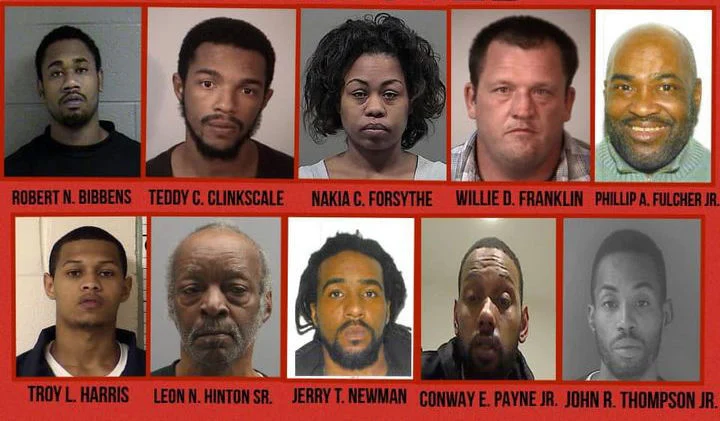 ROBERT N. BIBBENS TEDDY C. CLINKSCALE NAKIA C. FORSYTHE WILLIE D. FRANKLIN PHILLIP A. FULCHER JR.
TROY L. HARRIS LEON N. HINTON SR. JERRY T. NEWMAN CONWAY E. PAYNE JR. JOHN R. THOMPSON JR.